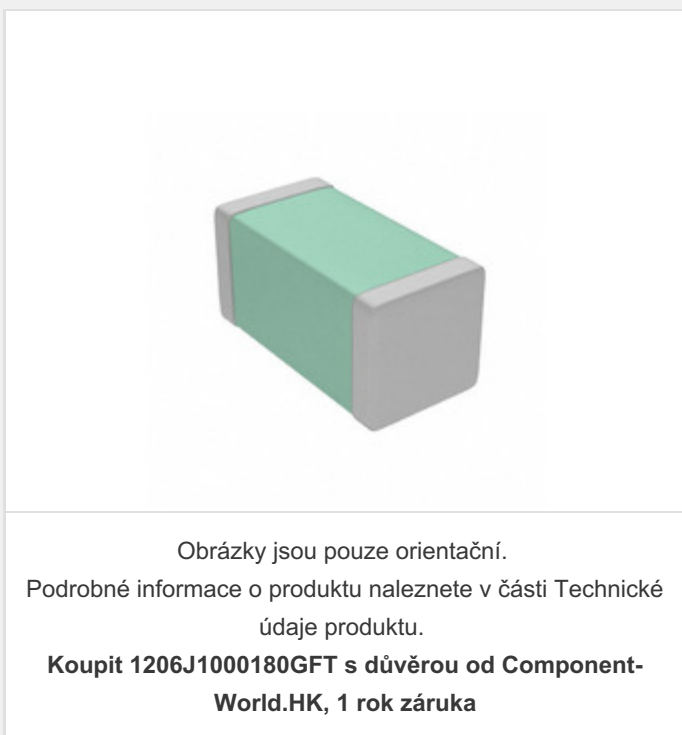 Obrázky jsou pouze orientační.
Podrobné informace o produktu naleznete v části Technické
údaje produktu.
Koupit 1206J1000180GFT s důvěrou od Component-
World.HK, 1 rok záruka